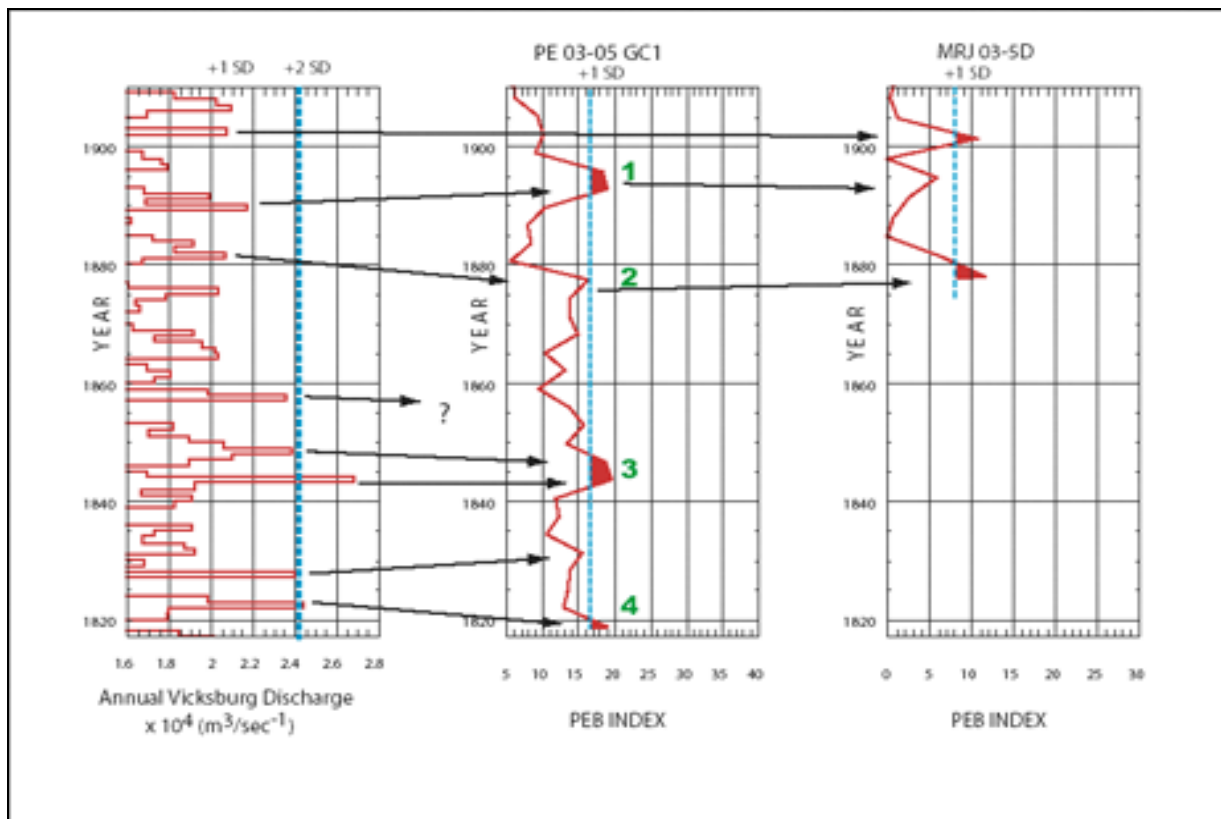 +1 SD +2 SD
PE 03-05 GC1
+1 SD
MRJ 03-5D
+1 SD
YEAR
1900
1880
1860
1840
1820
1.6 1.8 2 2.2 2.4 2.6 2.8
Annual Vicksburg Discharge
x 10⁴ (m³/sec⁻¹)
?
YEAR
1900
1880
1860
1840
1820
1
2
3
4
5 10 15 20 25 30 35 40
PEB INDEX
YEAR
1900
1880
1860
1840
1820
0 5 10 15 20 25 30
PEB INDEX